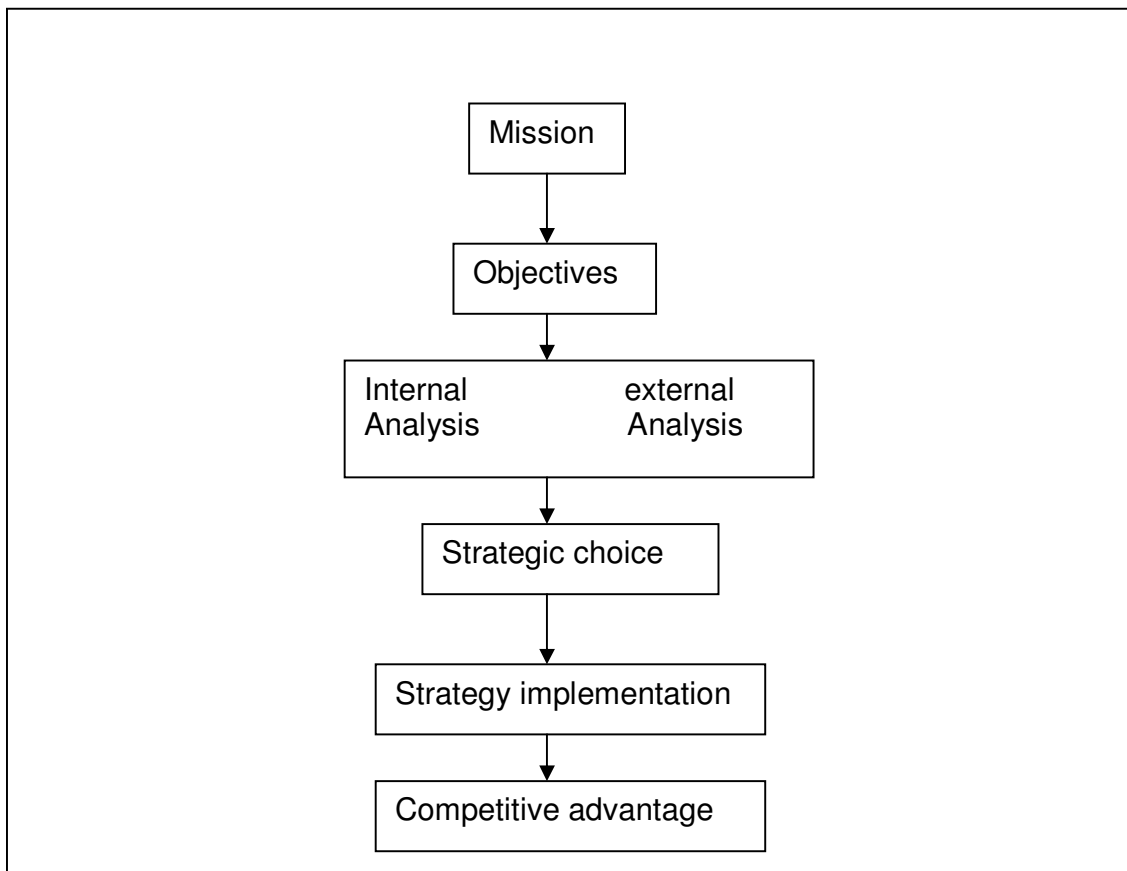 Mission
Objectives
Internal external
Analysis Analysis
Strategic choice
Strategy implementation
Competitive advantage